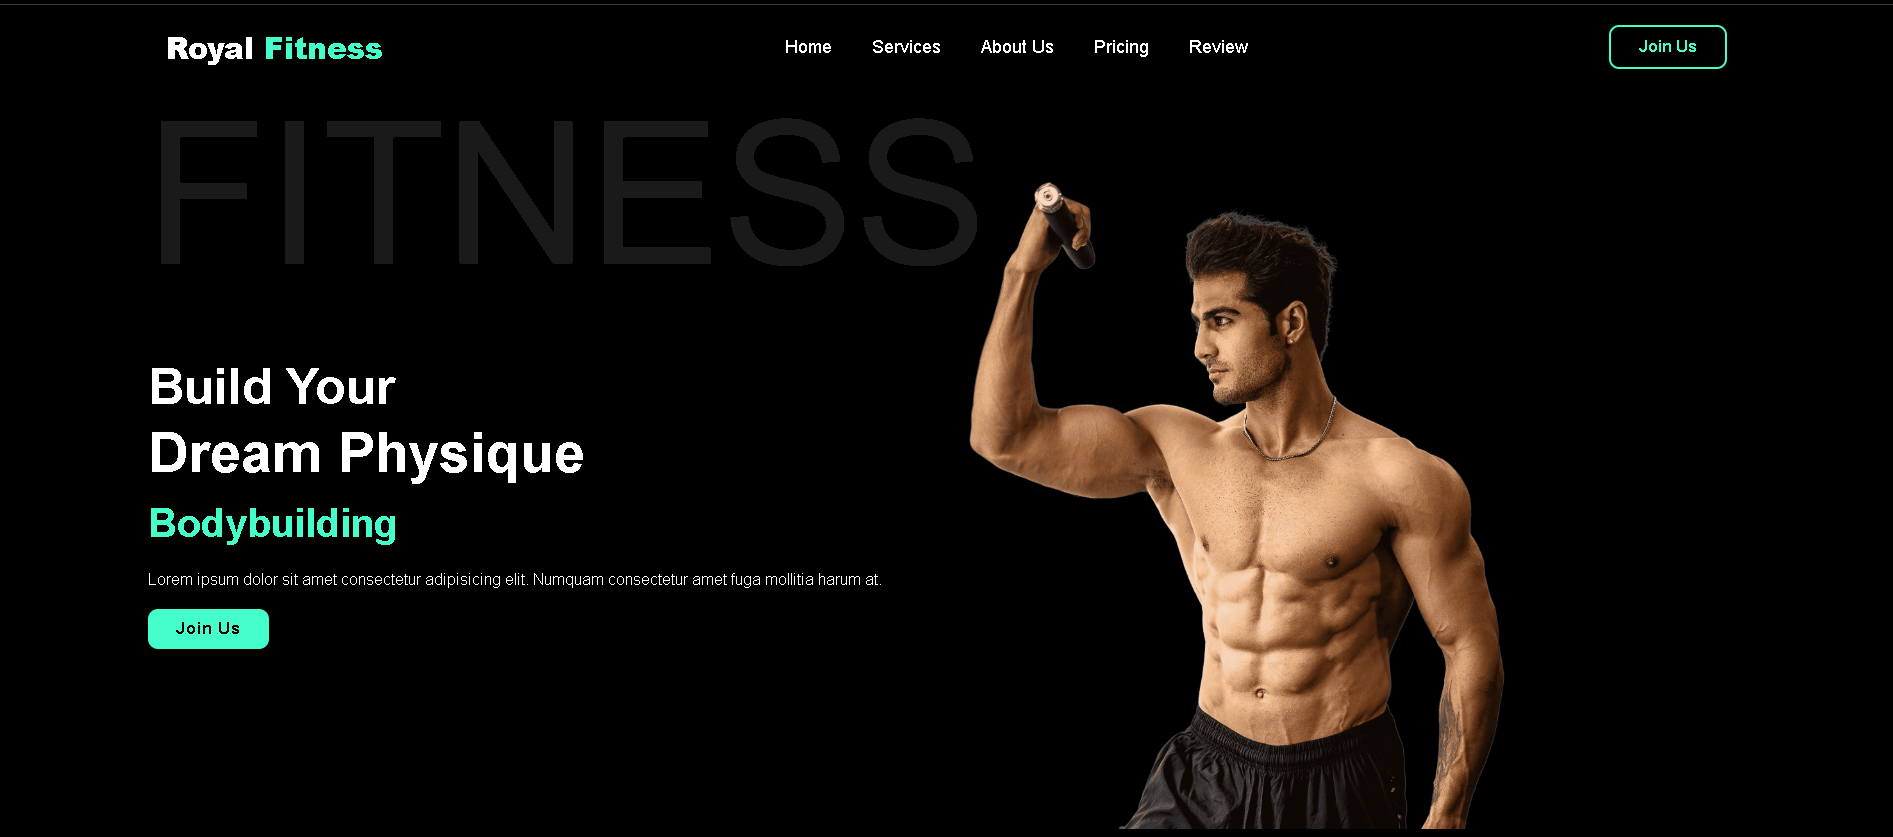 Royal Fitness
Home Services About Us Pricing Review
Join Us
FITNESS
Build Your
Dream Physique
Bodybuilding
Lorem ipsum dolor sit amet consectetur adipisicing elit. Numquam consectetur amet fuga mollitia harum at.
Join Us